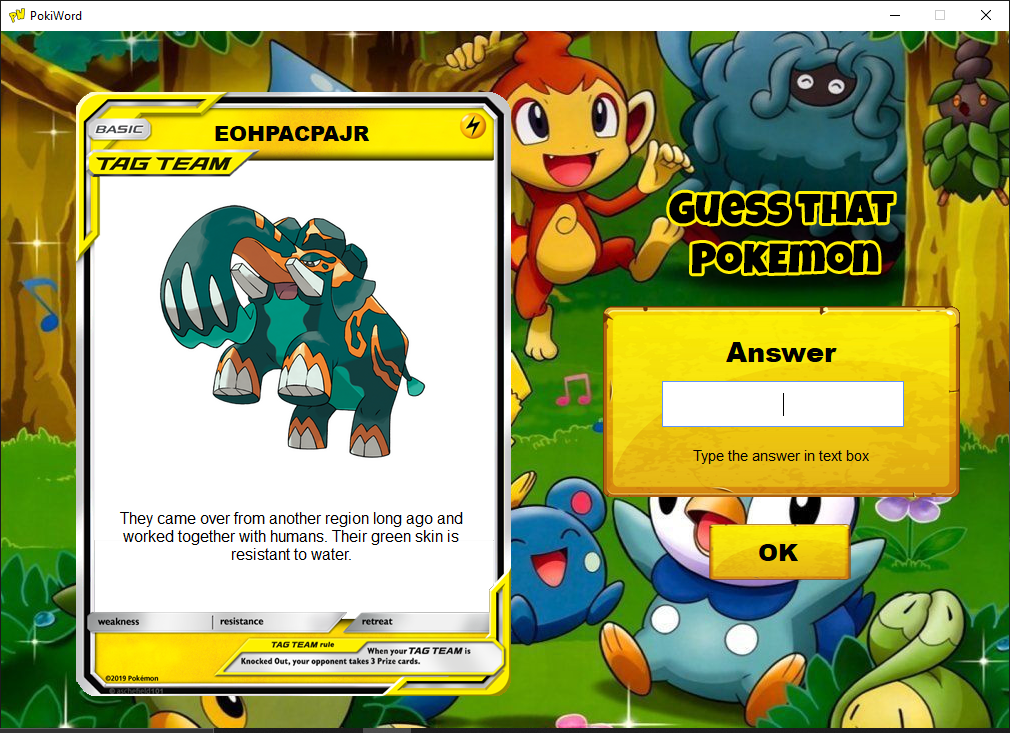 PokiWord
BASIC
EOHPACPAJR
TAG TEAM
GUESS THAT
POKEMON
Answer
Type the answer in text box
OK
They came over from another region long ago and
worked together with humans. Their green skin is
resistant to water.
weakness
resistance
retreat
TAG TEAM rule
When your TAG TEAM is
Knocked Out, your opponent takes 3 Prize cards.
©2019 Pokémon
© aschefield101